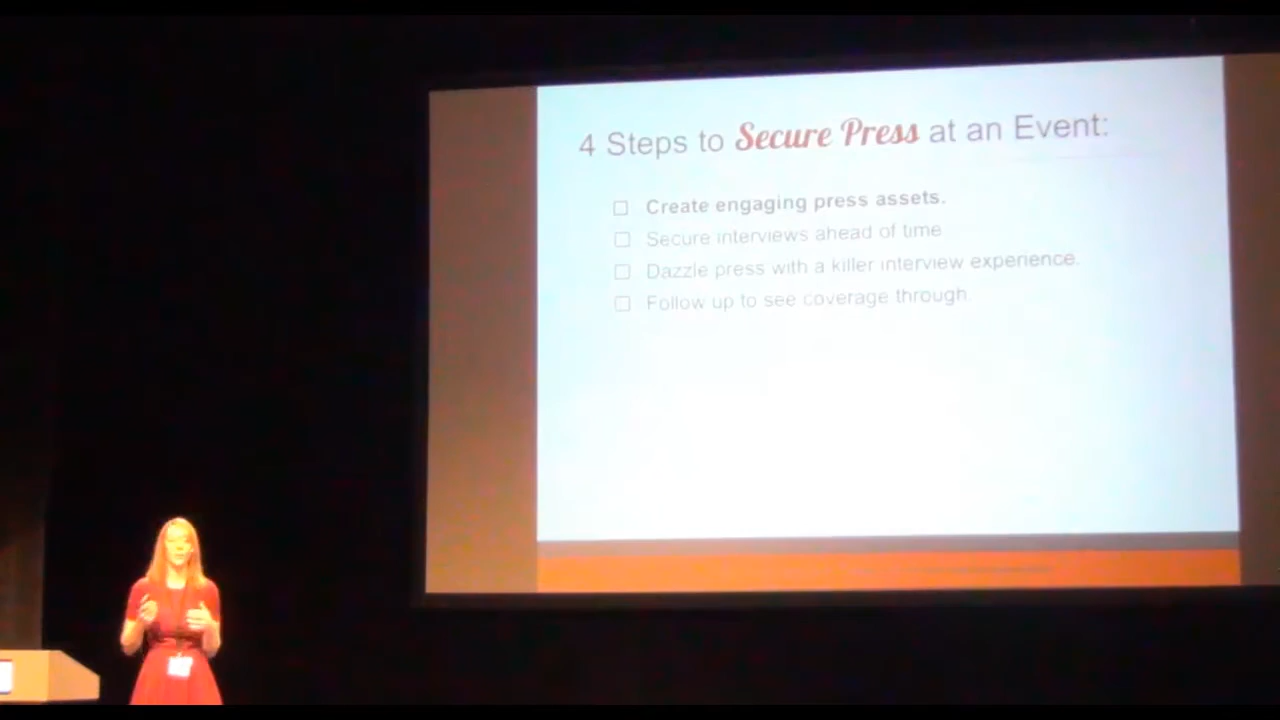 4 Steps to Secure Press at an Event:
Create engaging press assets.
Secure interviews ahead of time
Dazzle press with a killer interview experience.
Follow up to see coverage through.